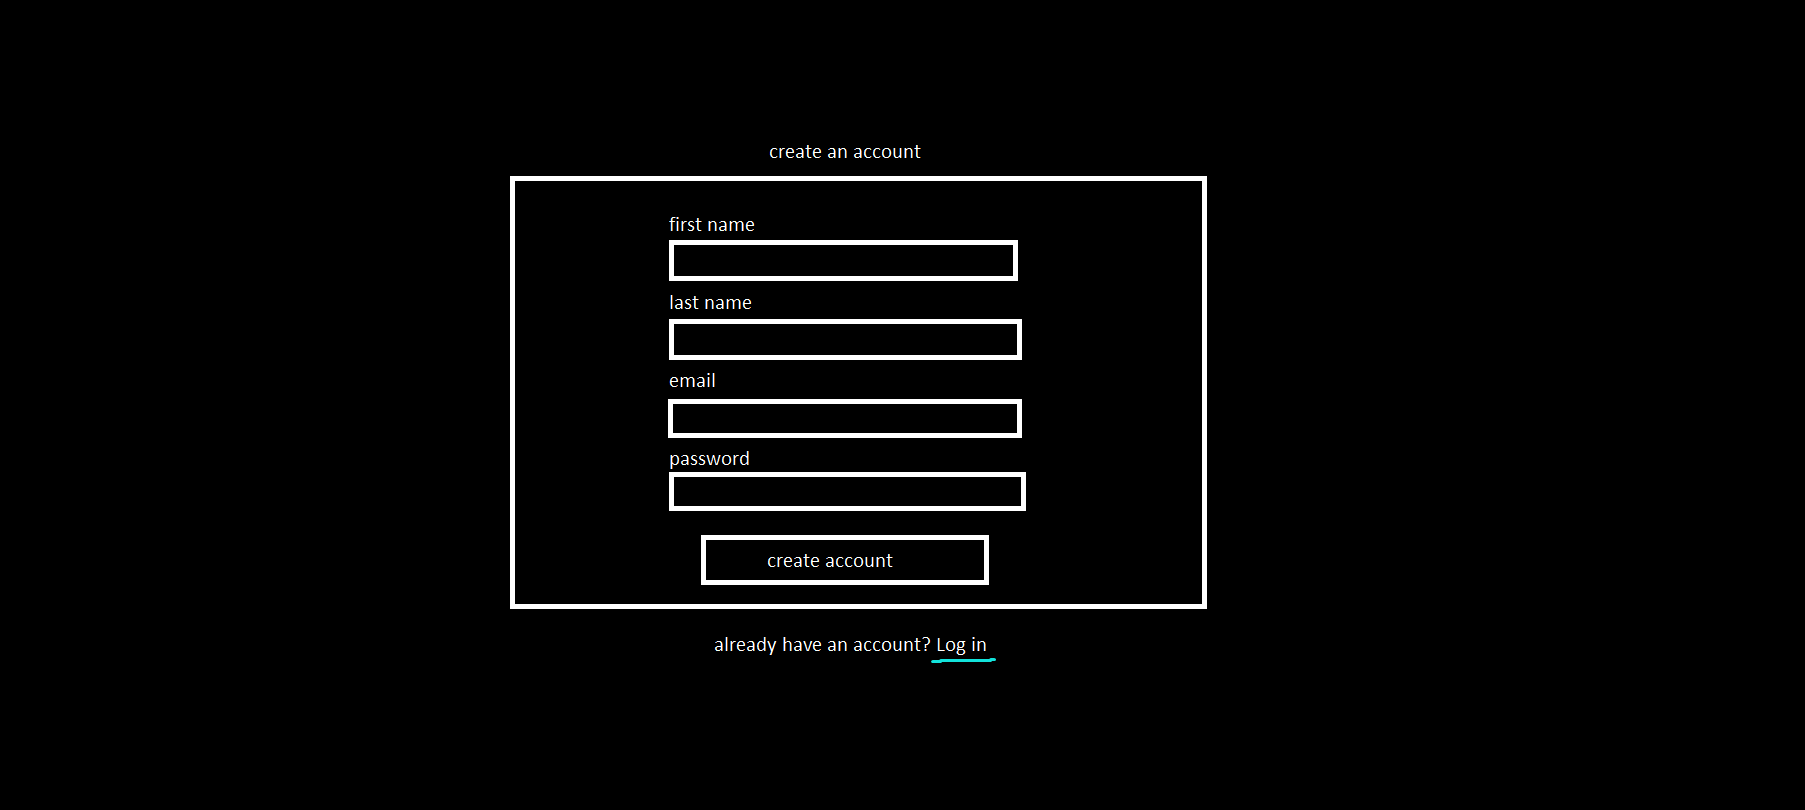 create an account
first name
last name
email
password
create account
already have an account? Log in